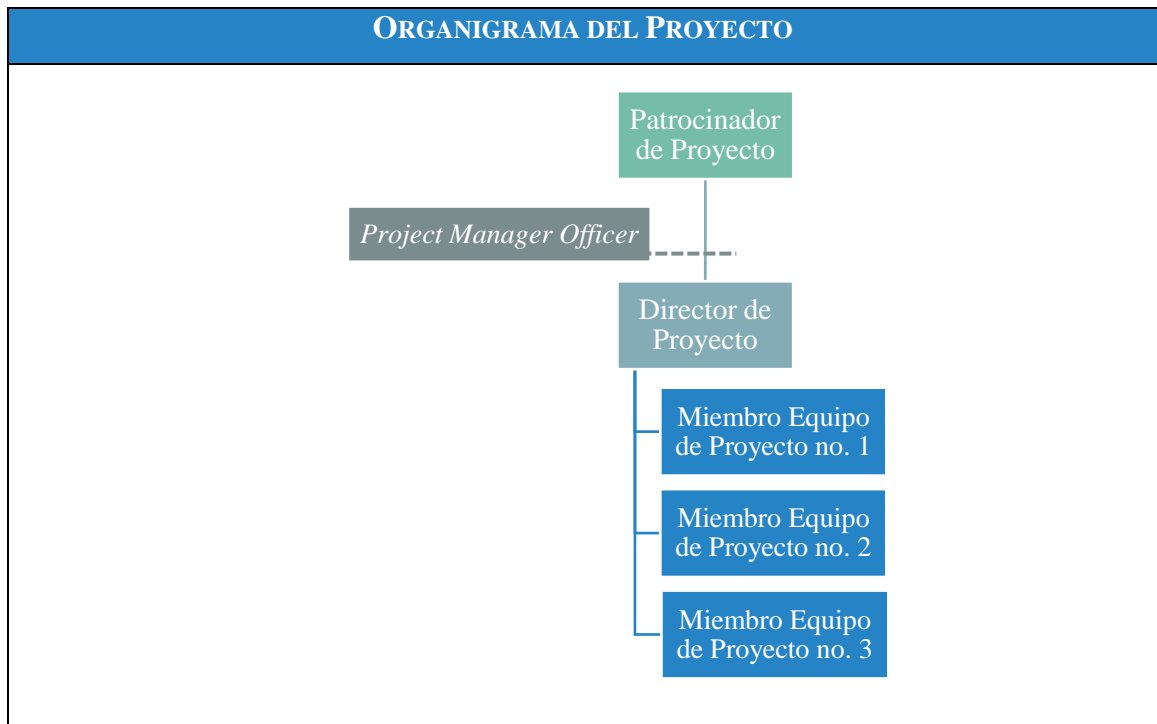 ORGANIGRAMA DEL PROYECTO
Patrocinador
de Proyecto
Project Manager Officer
Director de
Proyecto
Miembro Equipo
de Proyecto no. 1
Miembro Equipo
de Proyecto no. 2
Miembro Equipo
de Proyecto no. 3